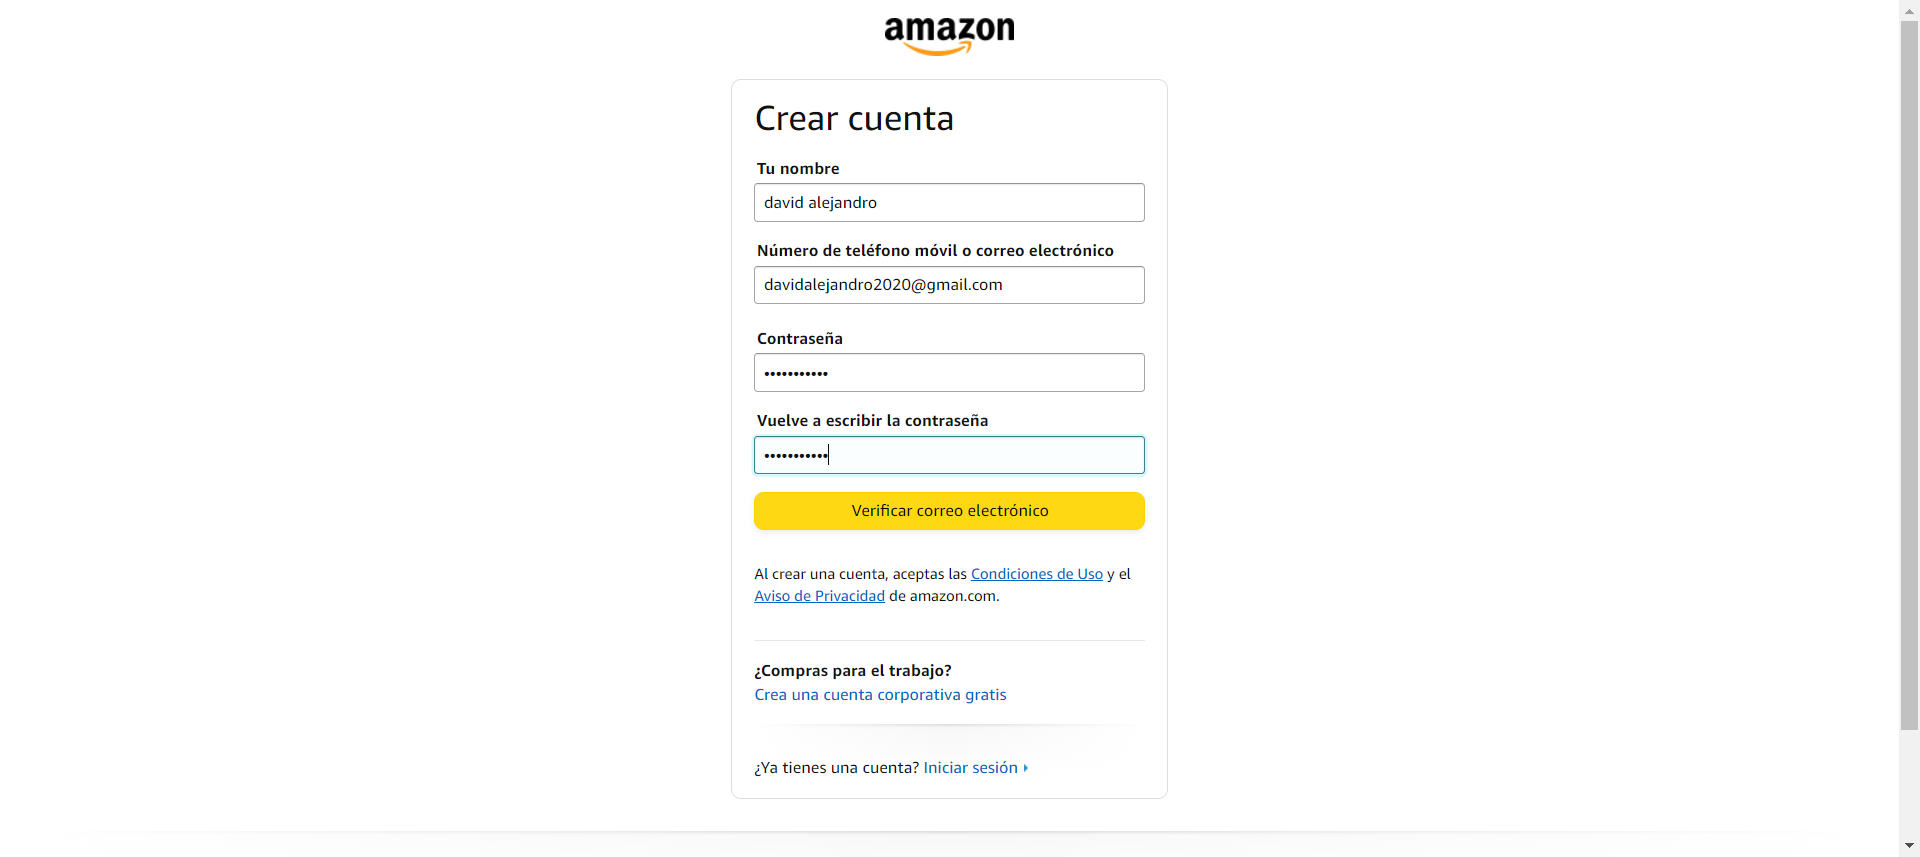 amazon
Crear cuenta
Tu nombre
david alejandro
Número de teléfono móvil o correo electrónico
davidalejandro2020@gmail.com
Contraseña
•••••••••••
Vuelve a escribir la contraseña
•••••••••••
Verificar correo electrónico
Al crear una cuenta, aceptas las Condiciones de Uso y el
Aviso de Privacidad de amazon.com.
¿Compras para el trabajo?
Crea una cuenta corporativa gratis
¿Ya tienes una cuenta? Iniciar sesión